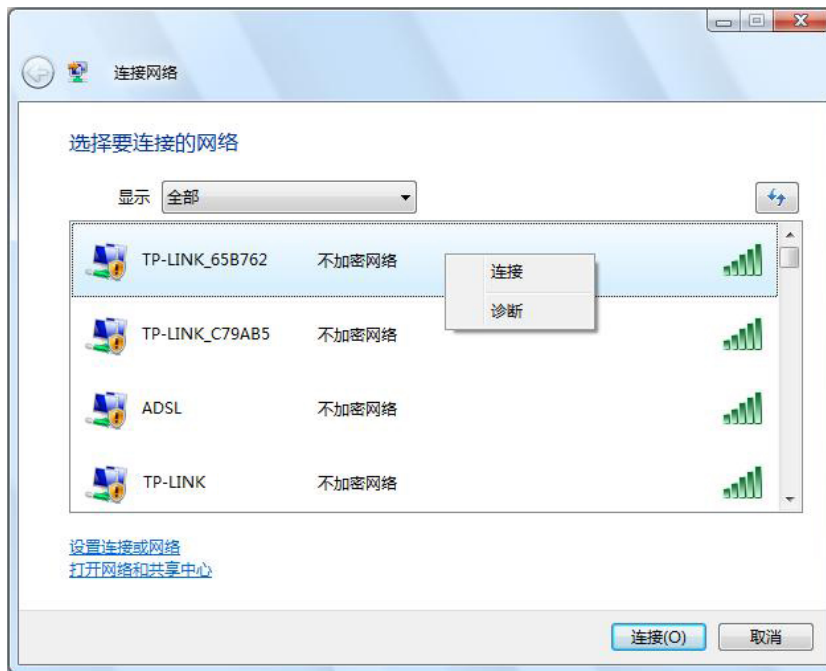 连接网络
选择要连接的网络
显示 全部
TP-LINK_65B762 不加密网络
连接
诊断
TP-LINK_C79AB5 不加密网络
ADSL 不加密网络
TP-LINK 不加密网络
设置连接或网络
打开网络和共享中心
连接(O) 取消